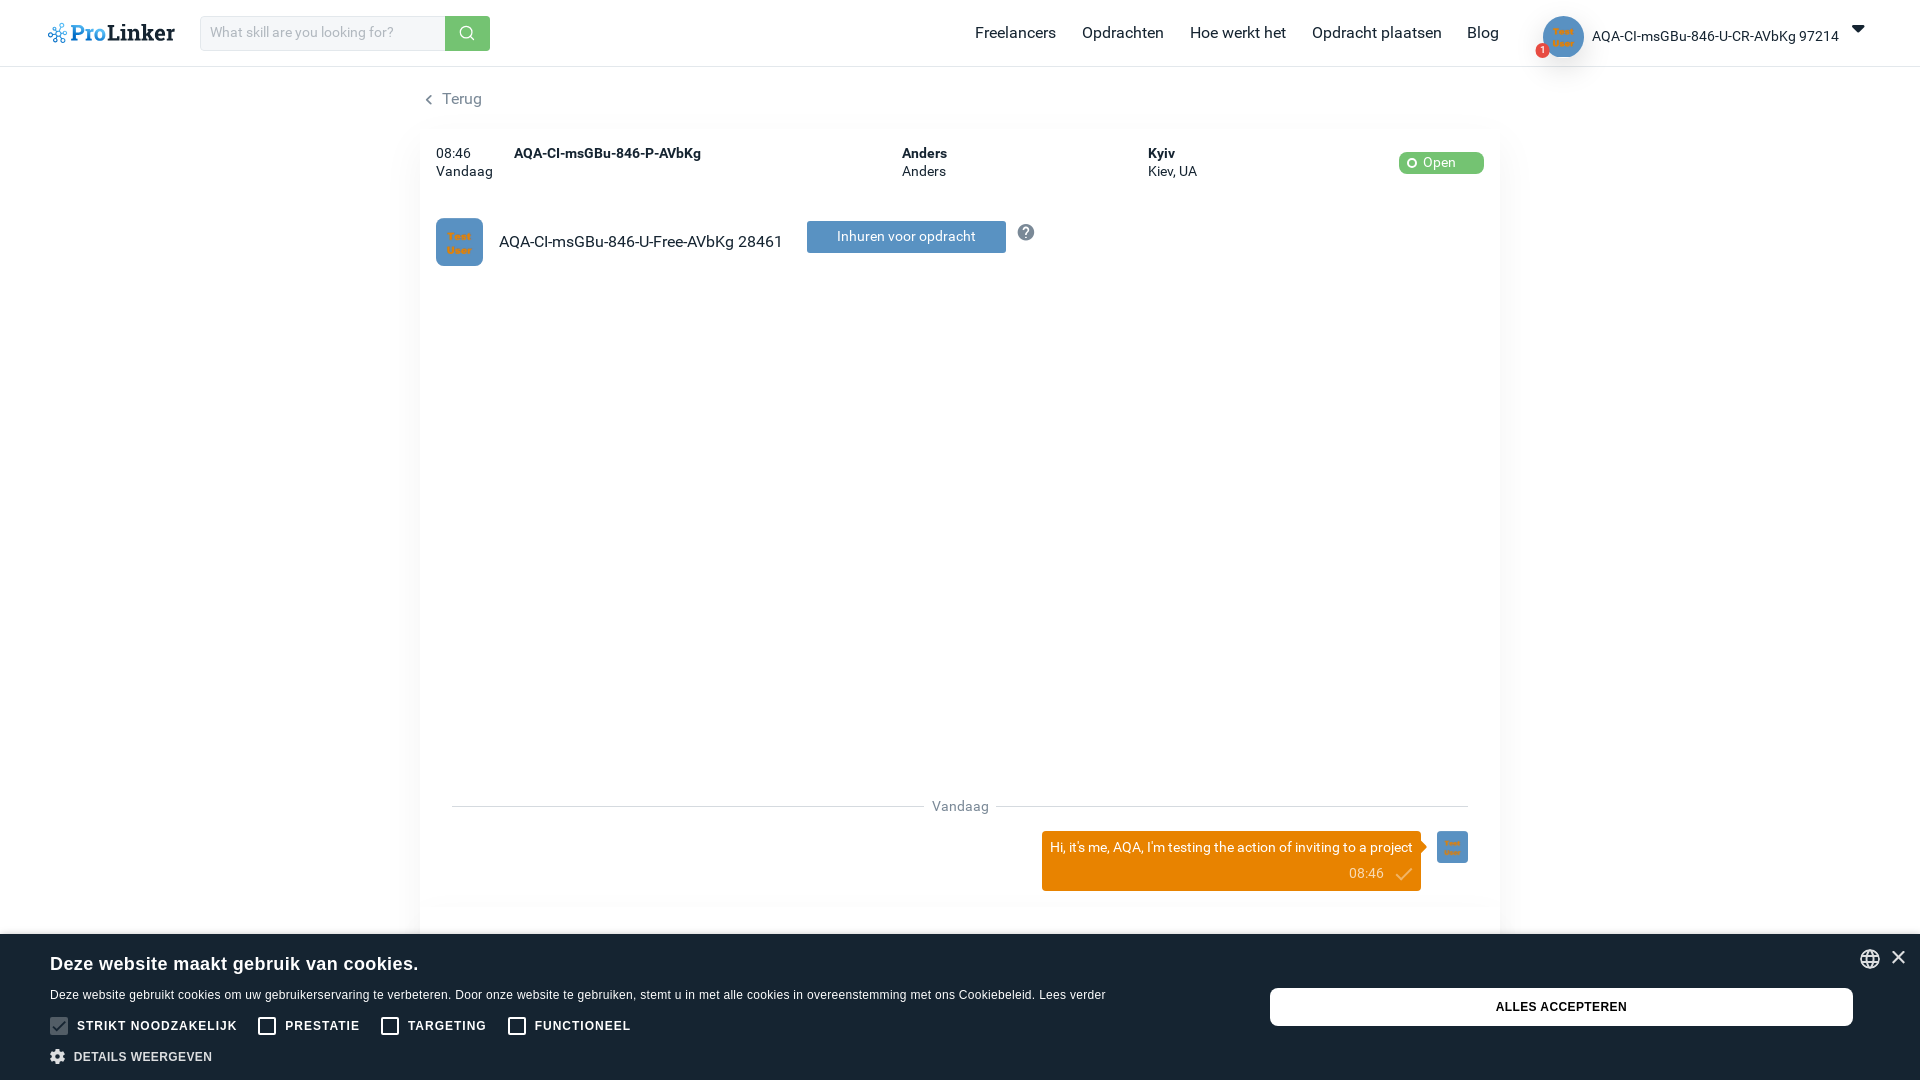 ProLinker
What skill are you looking for?
Freelancers
Opdrachten
Hoe werkt het
Opdracht plaatsen
Blog
Test
User
1
AQA-CI-msGBu-846-U-CR-AVbKg 97214
Terug
08:46
Vandaag
AQA-CI-msGBu-846-P-AVbKg
Anders
Anders
Kyiv
Kiev, UA
Open
Test
User
AQA-CI-msGBu-846-U-Free-AVbKg 28461
Inhuren voor opdracht
?
Vandaag
Hi, it's me, AQA, I'm testing the action of inviting to a project
08:46
Test
User
Deze website maakt gebruik van cookies.
Deze website gebruikt cookies om uw gebruikerservaring te verbeteren. Door onze website te gebruiken, stemt u in met alle cookies in overeenstemming met ons Cookiebeleid. Lees verder
STRIKT NOODZAKELIJK
PRESTATIE
TARGETING
FUNCTIONEEL
DETAILS WEERGEVEN
ALLES ACCEPTEREN